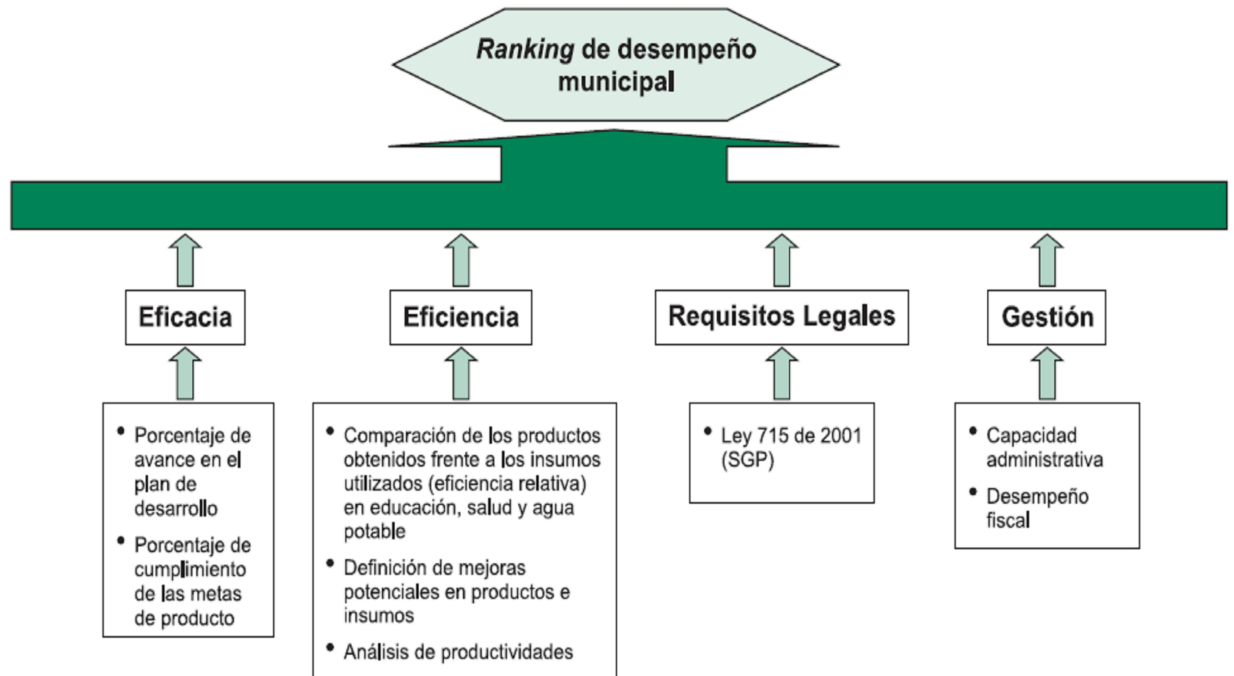 Ranking de desempeño
municipal
Eficacia
Eficiencia
Requisitos Legales
Gestión
• Porcentaje de
avance en el
plan de
desarrollo
• Porcentaje de
cumplimiento
de las metas
de producto
• Comparación de los productos
obtenidos frente a los insumos
utilizados (eficiencia relativa)
en educación, salud y agua
potable
• Definición de mejoras
potenciales en productos e
insumos
• Análisis de productividades
• Ley 715 de 2001
(SGP)
• Capacidad
administrativa
• Desempeño
fiscal